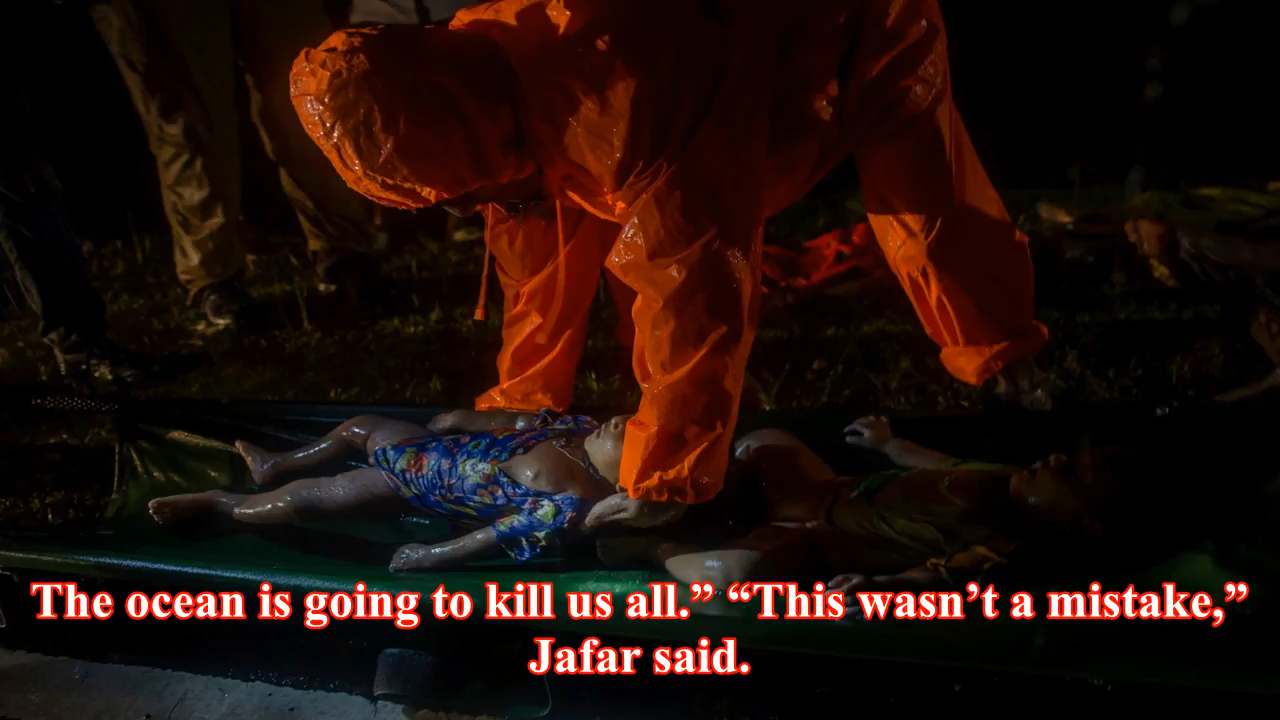 The ocean is going to kill us all.” “This wasn’t a mistake,”
Jafar said.